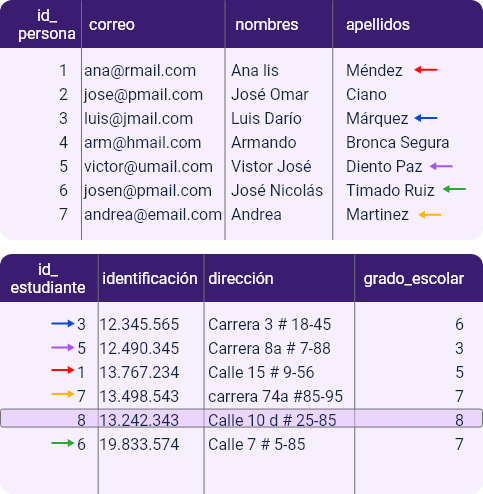 id_
persona correo nombres apellidos
1 ana@rmail.com Ana lis Méndez
2 jose@pmail.com José Omar Ciano
3 luis@jmail.com Luis Darío Márquez
4 arm@hmail.com Armando Bronca Segura
5 victor@umail.com Vistor José Diento Paz
6 josen@pmail.com José Nicolás Timado Ruiz
7 andrea@email.com Andrea Martinez
id_
estudiante identificación dirección grado_escolar
3 12.345.565 Carrera 3 # 18-45 6
5 12.490.345 Carrera 8a # 7-88 3
1 13.767.234 Calle 15 # 9-56 5
7 13.498.543 carrera 74a #85-95 7
8 13.242.343 Calle 10 d # 25-85 8
6 19.833.574 Calle 7 # 5-85 7